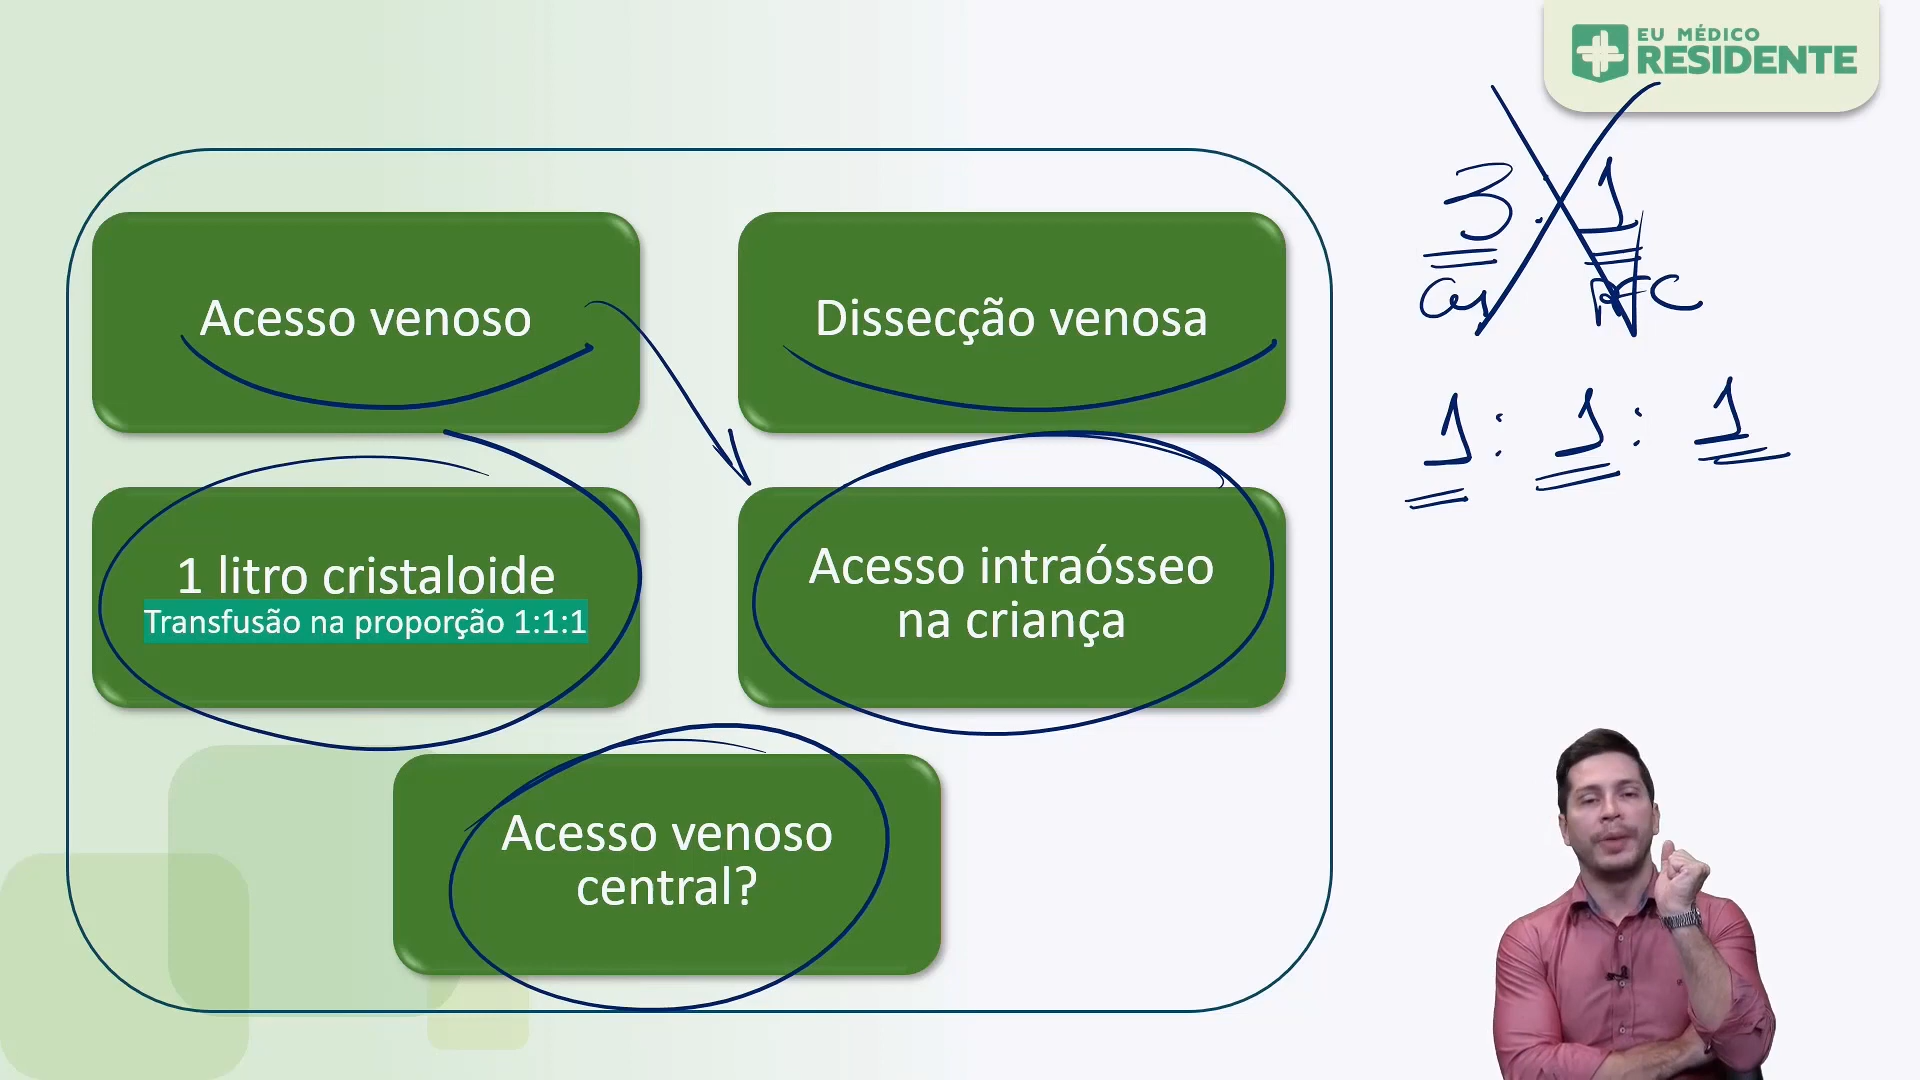 EU MÉDICO
RESIDENTE
Acesso venoso
Dissecção venosa
1 litro cristaloide
Transfusão na proporção 1:1:1
Acesso intraósseo
na criança
Acesso venoso
central?
3:1
1:1:1